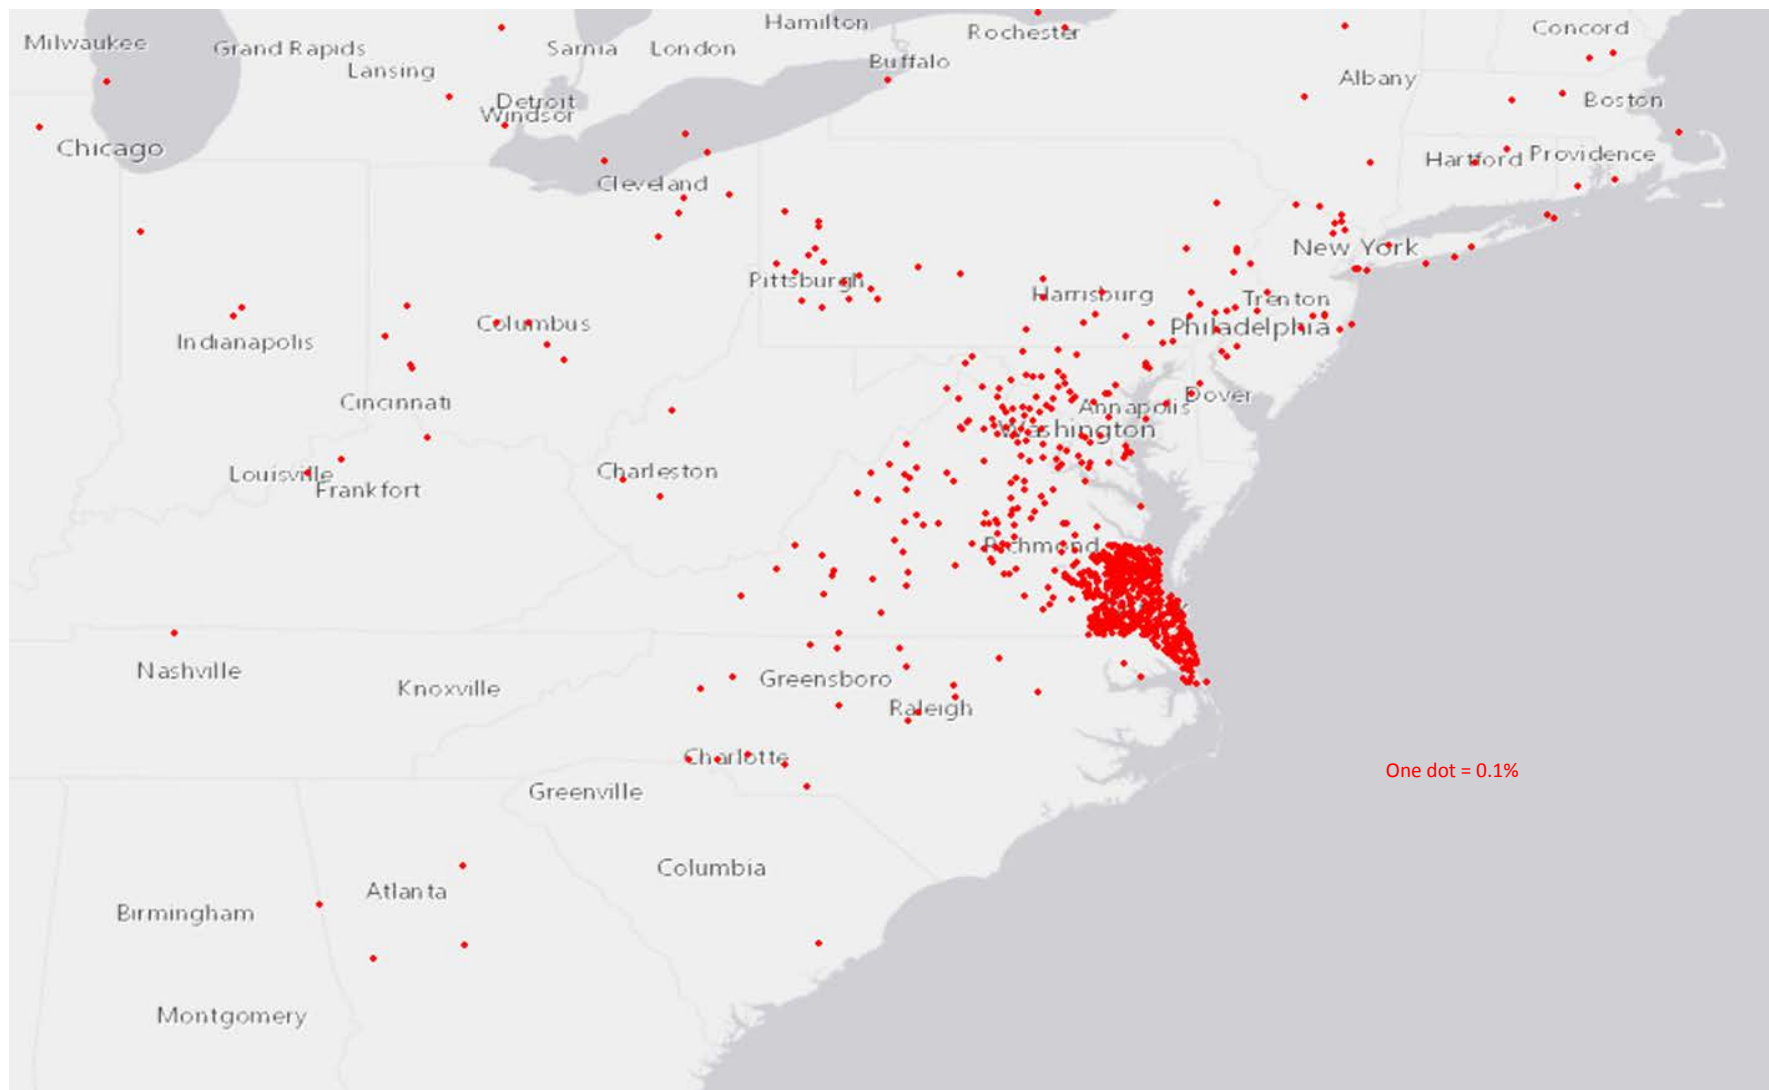 Hamilton
Milwaukee
Grand Rapids
Sarnia
London
Rochester
Concord
Lansing
Buffalo
Albany
Detroit
Windsor
Boston
Chicago
Hartford
Providence
Cleveland
New York
Pittsburgh
Harrisburg
Trenton
Columbus
Philadelphia
Indianapolis
Cincinnati
Annapolis
Dover
Washington
Louisville
Charleston
Frankfort
Richmond
Nashville
Knoxville
Greensboro
Raleigh
Charlotte
One dot = 0.1%
Greenville
Columbia
Atlanta
Birmingham
Montgomery